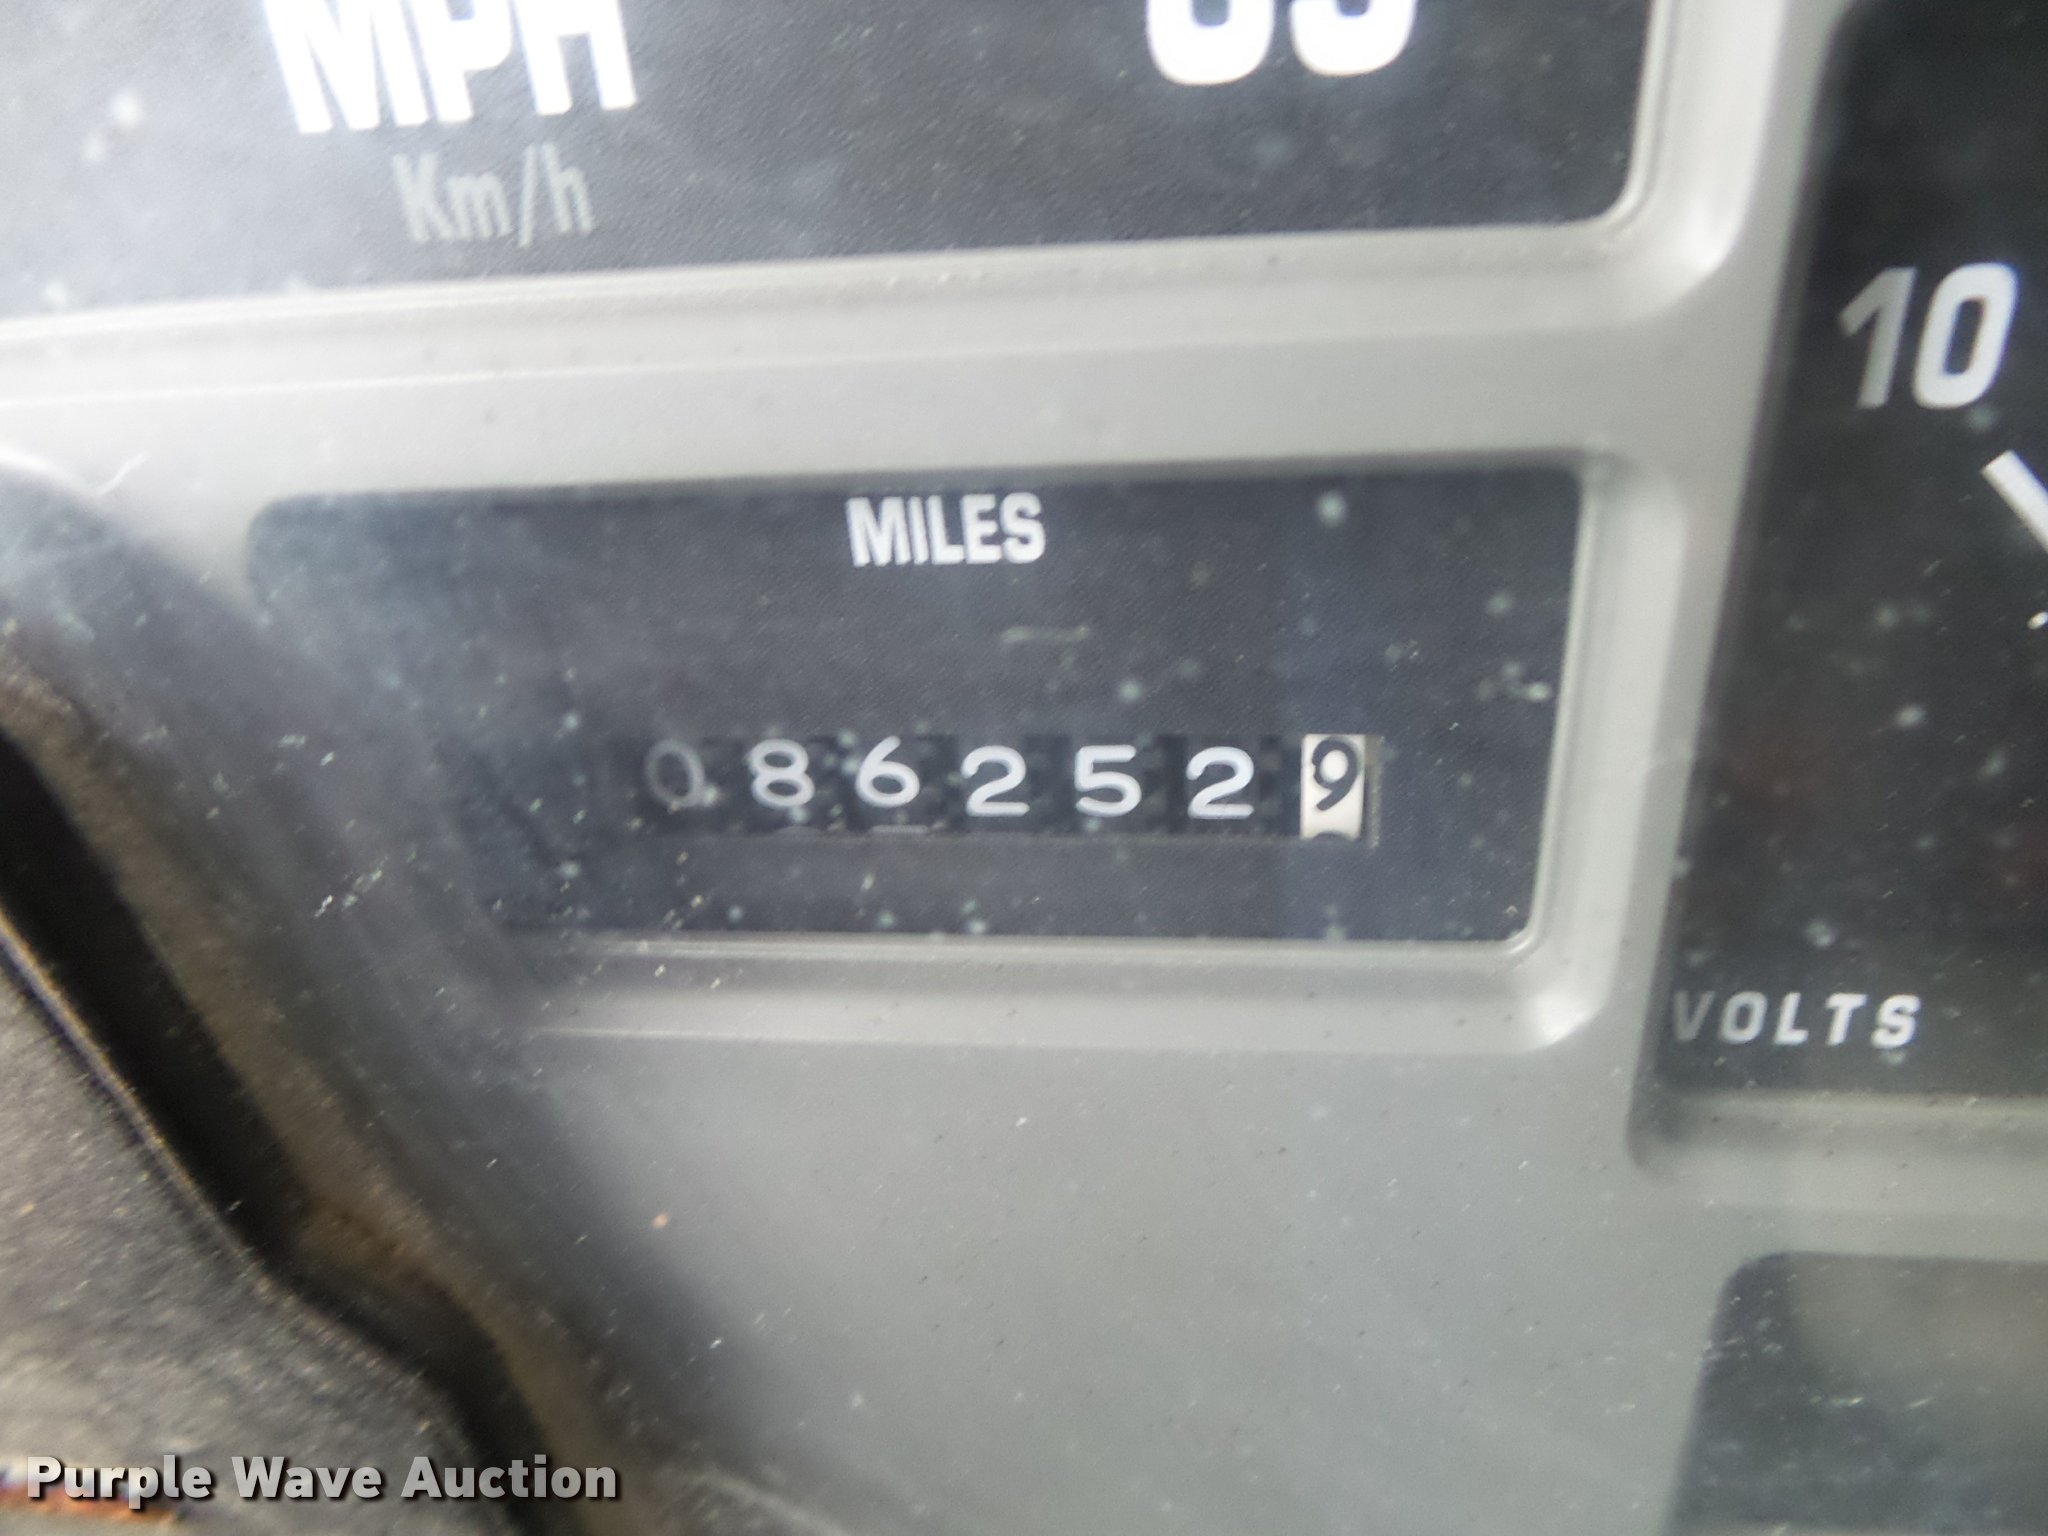 MPH
Km/h
10
MILES
0862529
VOLTS
Purple Wave Auction